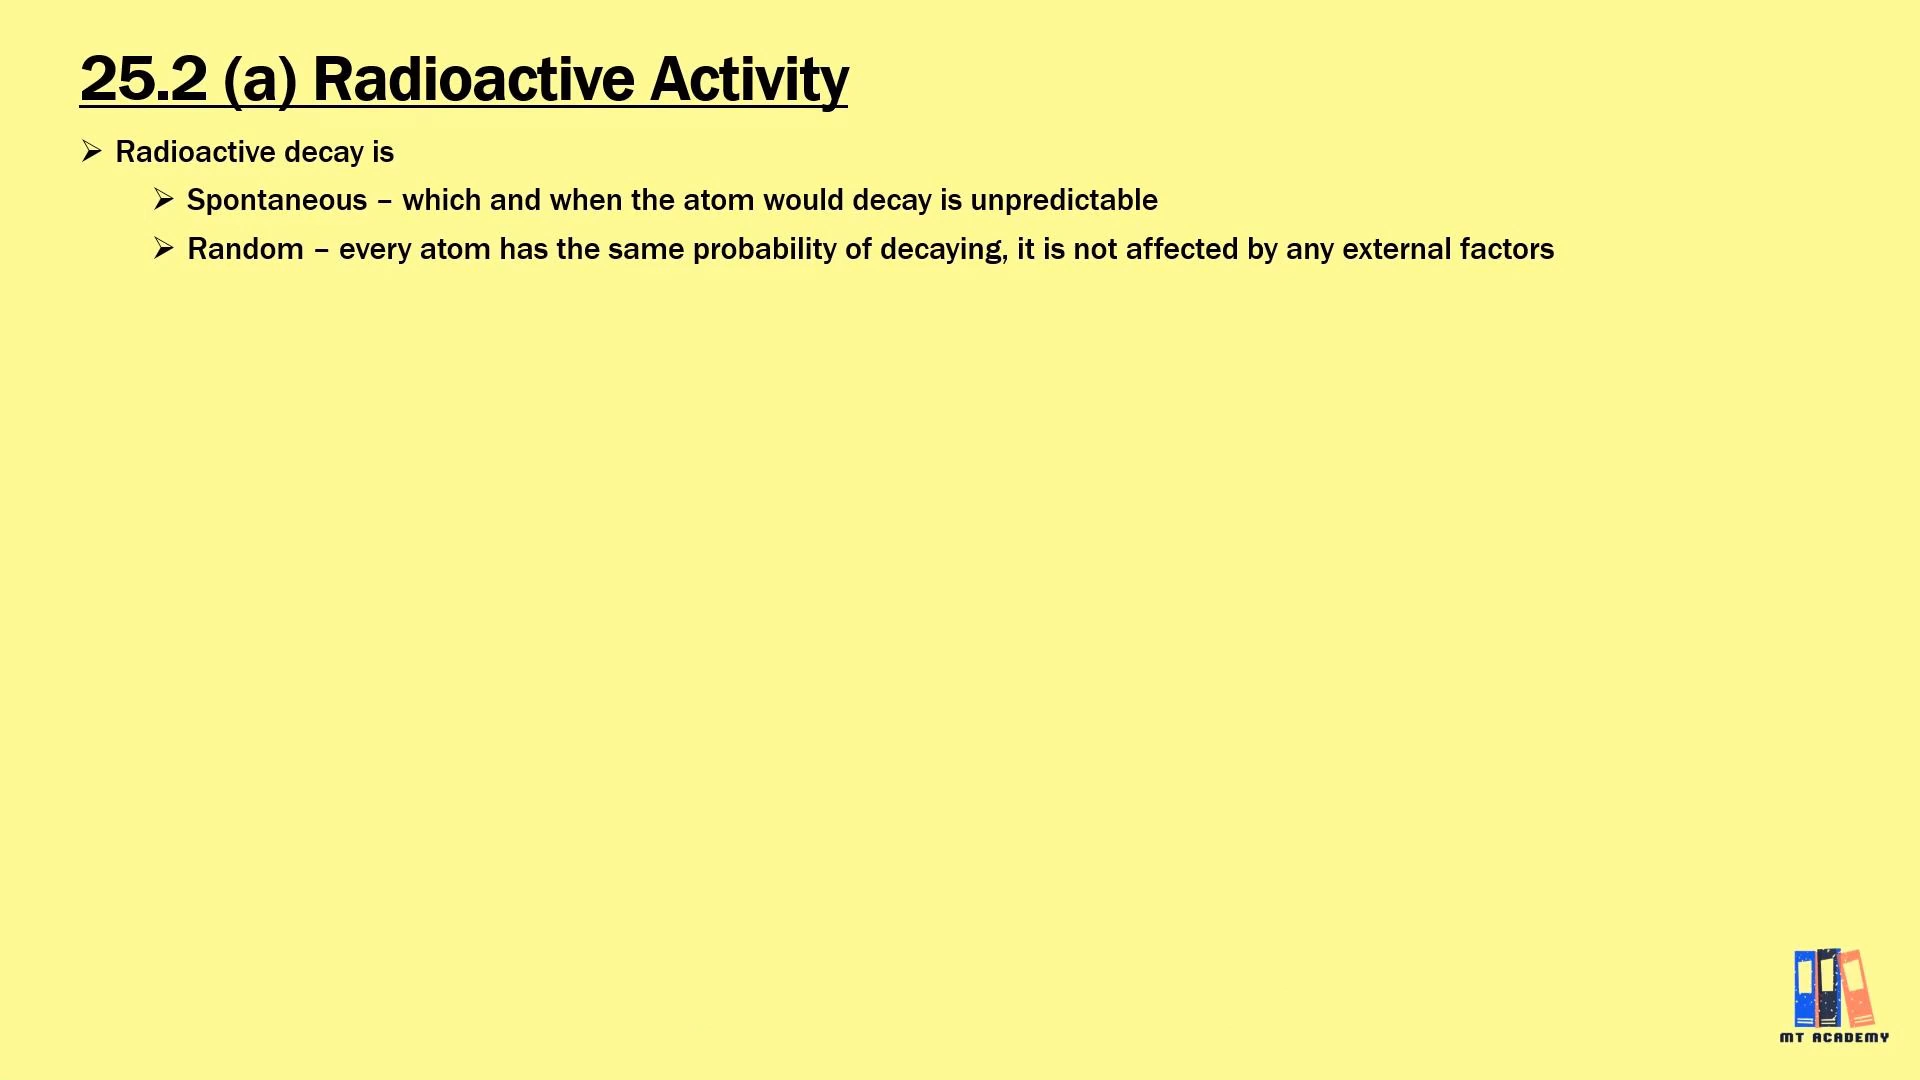 25.2 (a) Radioactive Activity
➢ Radioactive decay is
➢ Spontaneous – which and when the atom would decay is unpredictable
➢ Random – every atom has the same probability of decaying, it is not affected by any external factors
MT ACADEMY